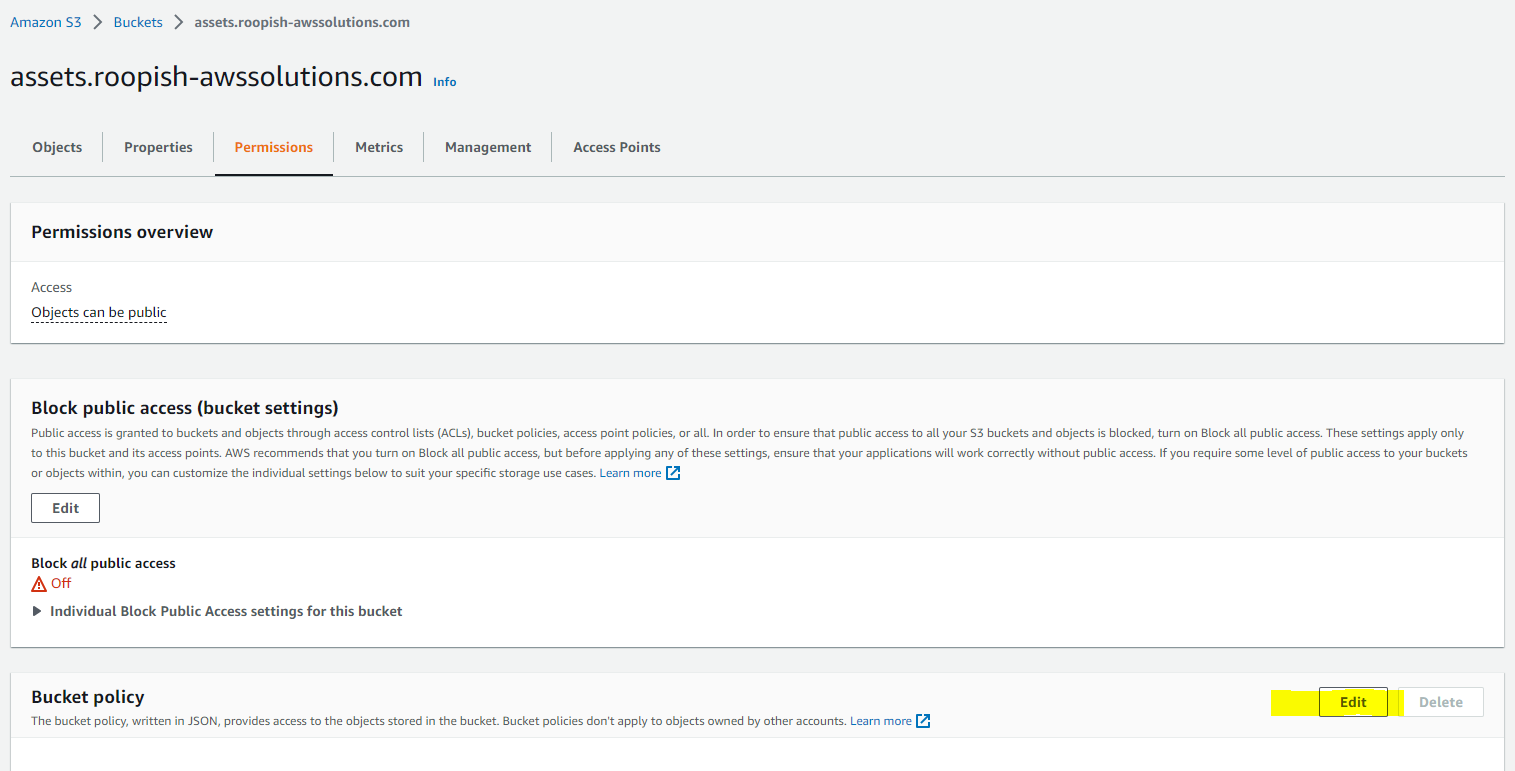 Amazon S3 > Buckets > assets.roopish-awssolutions.com
assets.roopish-awssolutions.com Info
Objects Properties Permissions Metrics Management Access Points
Permissions overview
Access
Objects can be public
Block public access (bucket settings)
Public access is granted to buckets and objects through access control lists (ACLs), bucket policies, access point policies, or all. In order to ensure that public access to all your S3 buckets and objects is blocked, turn on Block all public access. These settings apply only
to this bucket and its access points. AWS recommends that you turn on Block all public access, but before applying any of these settings, ensure that your applications will work correctly without public access. If you require some level of public access to your buckets
or objects within, you can customize the individual settings below to suit your specific storage use cases. Learn more
Edit
Block all public access
Off
Individual Block Public Access settings for this bucket
Bucket policy
Edit Delete
The bucket policy, written in JSON, provides access to the objects stored in the bucket. Bucket policies don't apply to objects owned by other accounts. Learn more